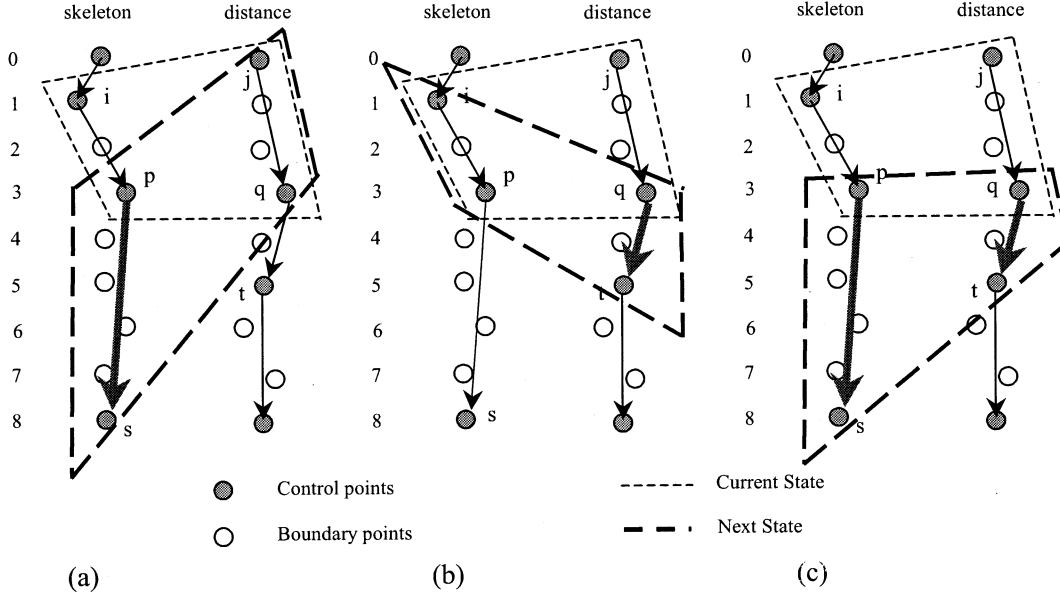 skeleton distance skeleton distance skeleton distance
0 0 0
j j j
i i i
1 1 1
2 2 2
p q p q p q
3 3 3
4 4 4
t t t
5 5 5
6 6 6
7 7 7
8 s 8 s 8 s
Control points Current State
Boundary points Next State
(a) (b) (c)